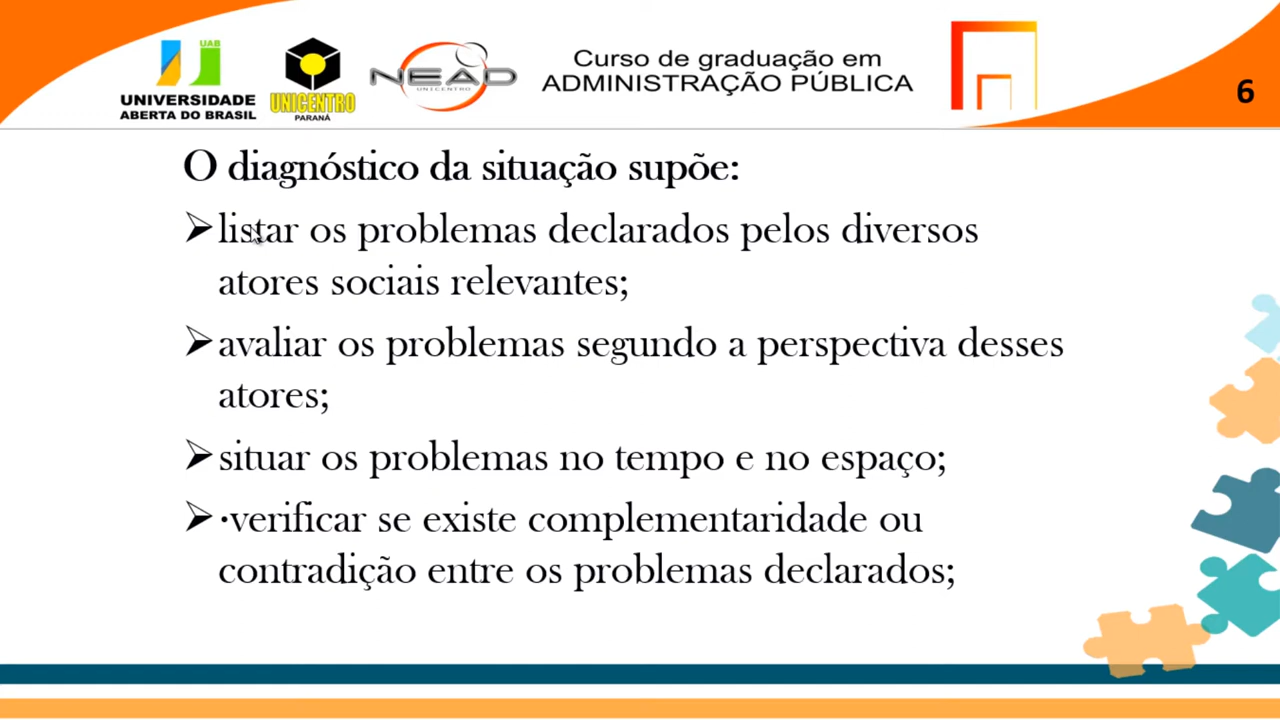 UAB
UNIVERSIDADE
ABERTA DO BRASIL
UNICENTRO
PARANÁ
NEAD
UNICENTRO
Curso de graduação em
ADMINISTRAÇÃO PÚBLICA
6
O diagnóstico da situação supõe:
➢listar os problemas declarados pelos diversos
atores sociais relevantes;
➢avaliar os problemas segundo a perspectiva desses
atores;
➢situar os problemas no tempo e no espaço;
➢·verificar se existe complementaridade ou
contradição entre os problemas declarados;